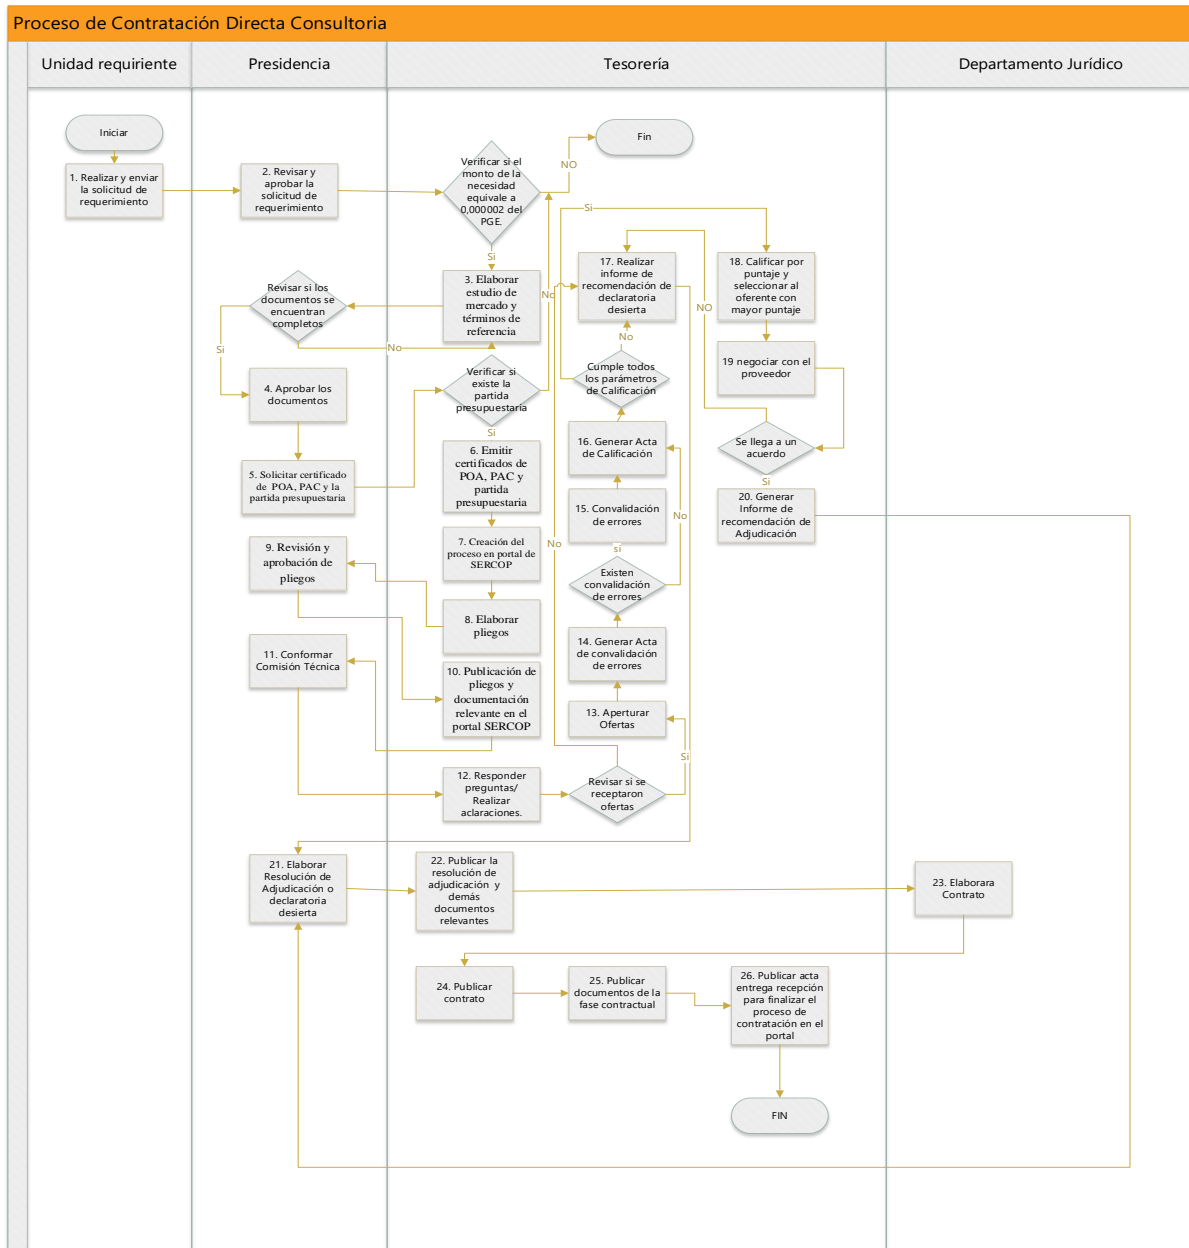 Proceso de Contratación Directa Consultoria
Unidad requiriente
Presidencia
Tesorería
Departamento Jurídico
Iniciar
1. Realizar y enviar
la solicitud de
requerimiento
2. Revisar y
aprobar la
solicitud de
requerimiento
Verificar si el
monto de la
necesidad
equivale a
0,000002 del
PGE.
NO
Fin
Si
3. Elaborar
estudio de
mercado y
términos de
referencia
Revisar si los
documentos se
encuentran
completos
Si
No
4. Aprobar los
documentos
5. Solicitar certificado
de POA, PAC y la
partida presupuestaria
Verificar si
existe la
partida
presupuestaria
No
Si
6. Emitir
certificados de
POA, PAC y
partida
presupuestaria
7. Creación del
proceso en portal de
SERCOP
8. Elaborar
pliegos
9. Revisión y
aprobación de
pliegos
10. Publicación de
pliegos y
documentación
relevante en el
portal SERCOP
11. Conformar
Comisión Técnica
12. Responder
preguntas/
Realizar
aclaraciones.
Revisar si se
receptaron
ofertas
No
Si
13. Aperturar
Ofertas
14. Generar Acta
de convalidación
de errores
Existen
convalidación
de errores
si
No
15. Convalidación
de errores
16. Generar Acta
de Calificación
Cumple todos
los parámetros
de Calificación
No
Si
17. Realizar
informe de
recomendación de
declaratoria
desierta
18. Calificar por
puntaje y
seleccionar al
oferente con
mayor puntaje
19 negociar con el
proveedor
Se llega a un
acuerdo
NO
Si
20. Generar
Informe de
recomendación de
Adjudicación
21. Elaborar
Resolución de
Adjudicación o
declaratoria
desierta
22. Publicar la
resolución de
adjudicación y
demás
documentos
relevantes
23. Elaborara
Contrato
24. Publicar
contrato
25. Publicar
documentos de la
fase contractual
26. Publicar acta
entrega recepción
para finalizar el
proceso de
contratación en el
portal
FIN